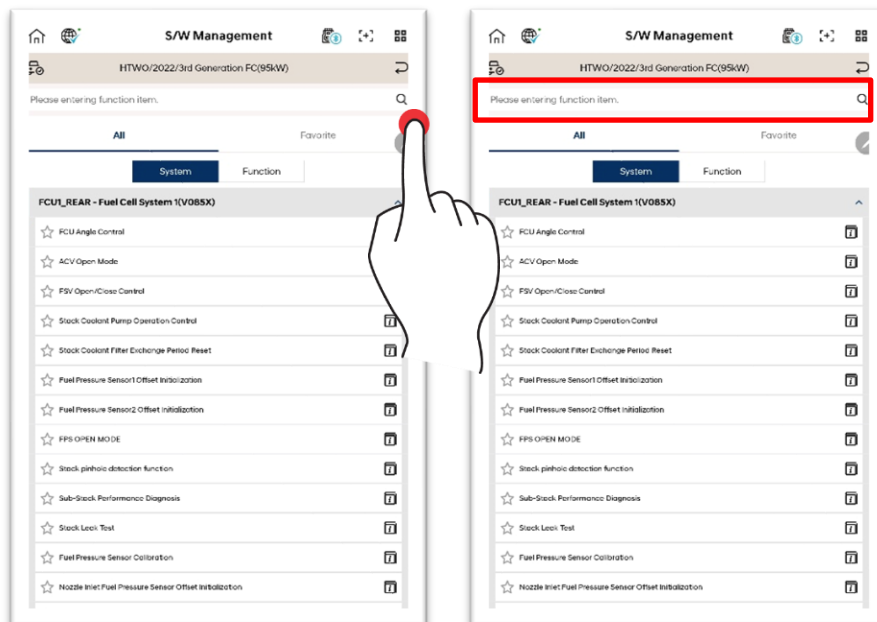 S/W Management
HTWO/2022/3rd Generation FC(95kW)
Please entering function item.
All
Favorite
System
Function
FCU1_REAR - Fuel Cell System 1(V085X)
FCU Angle Control
ACV Open Mode
FSV Open/Close Control
Stack Coolant Pump Operation Control
Stack Coolant Filter Exchange Period Reset
Fuel Pressure Sensor1 Offset Initialization
Fuel Pressure Sensor2 Offset Initialization
FPS OPEN MODE
Stack pinhole detection function
Sub-Stack Performance Diagnosis
Stack Leak Test
Fuel Pressure Sensor Calibration
Nozzle Inlet Fuel Pressure Sensor Offset Initialization
S/W Management
HTWO/2022/3rd Generation FC(95kW)
Please entering function item.
All
Favorite
System
Function
FCU1_REAR - Fuel Cell System 1(V085X)
FCU Angle Control
ACV Open Mode
FSV Open/Close Control
Stack Coolant Pump Operation Control
Stack Coolant Filter Exchange Period Reset
Fuel Pressure Sensor1 Offset Initialization
Fuel Pressure Sensor2 Offset Initialization
FPS OPEN MODE
Stack pinhole detection function
Sub-Stack Performance Diagnosis
Stack Leak Test
Fuel Pressure Sensor Calibration
Nozzle Inlet Fuel Pressure Sensor Offset Initialization